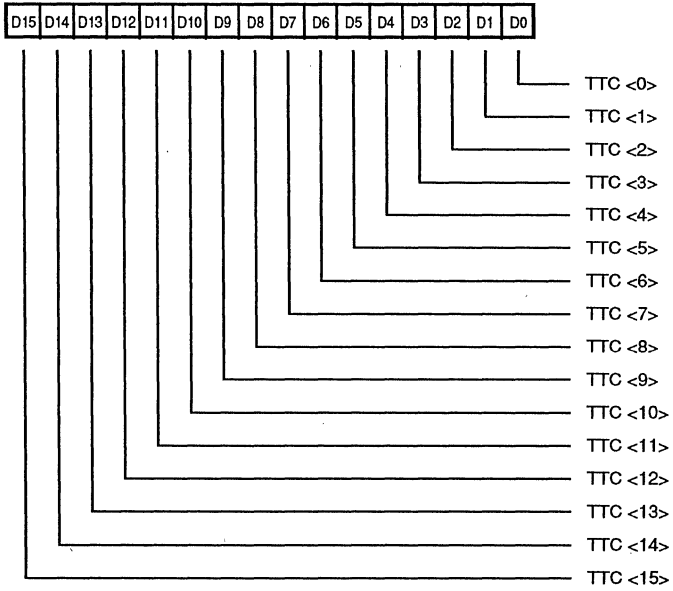 D15 D14 D13 D12 D11 D10 D9 D8 D7 D6 D5 D4 D3 D2 D1 D0
TTC <0>
TTC <1>
TTC <2>
TTC <3>
TTC <4>
TTC <5>
TTC <6>
TTC <7>
TTC <8>
TTC <9>
TTC <10>
TTC <11>
TTC <12>
TTC <13>
TTC <14>
TTC <15>